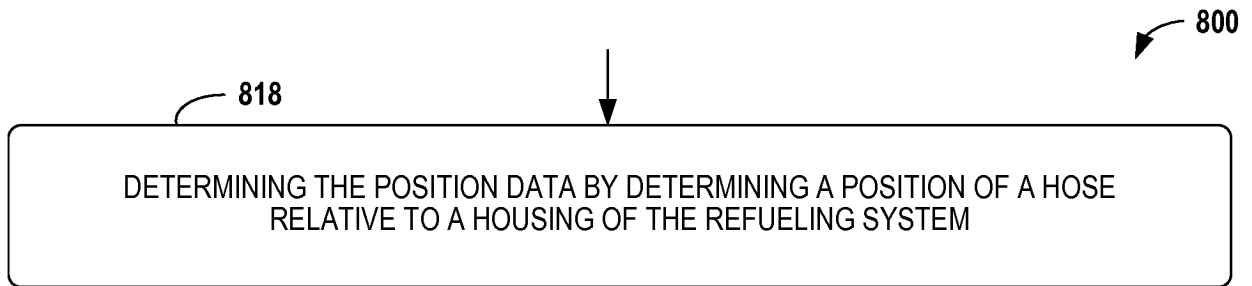 800
818
DETERMINING THE POSITION DATA BY DETERMINING A POSITION OF A HOSE
RELATIVE TO A HOUSING OF THE REFUELING SYSTEM